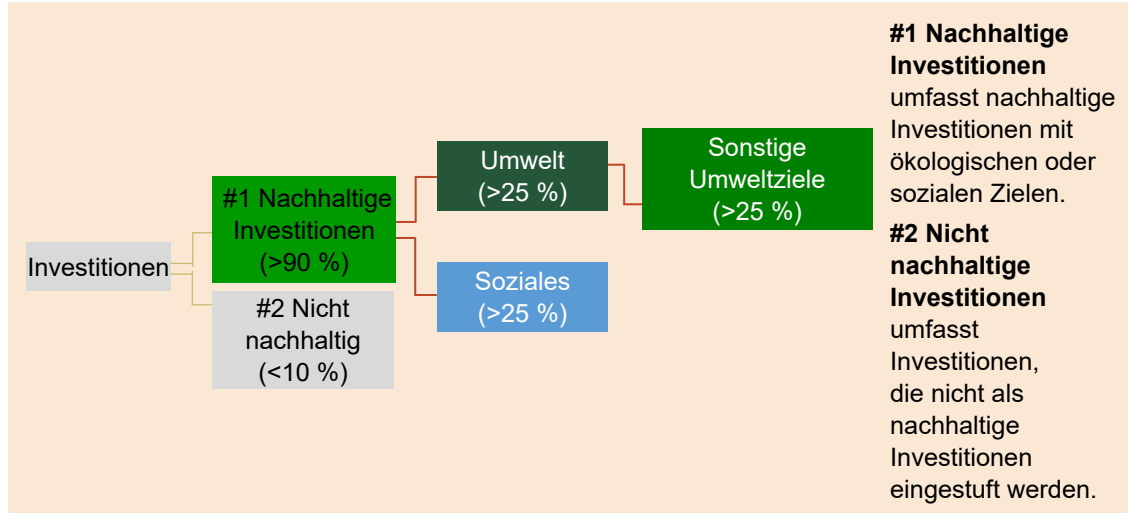 Investitionen
#1 Nachhaltige
Investitionen
(>90 %)
#2 Nicht
nachhaltig
(<10 %)
Umwelt
(>25 %)
Soziales
(>25 %)
Sonstige
Umweltziele
(>25 %)
#1 Nachhaltige
Investitionen
umfasst nachhaltige
Investitionen mit
ökologischen oder
sozialen Zielen.
#2 Nicht
nachhaltige
Investitionen
umfasst
Investitionen,
die nicht als
nachhaltige
Investitionen
eingestuft werden.